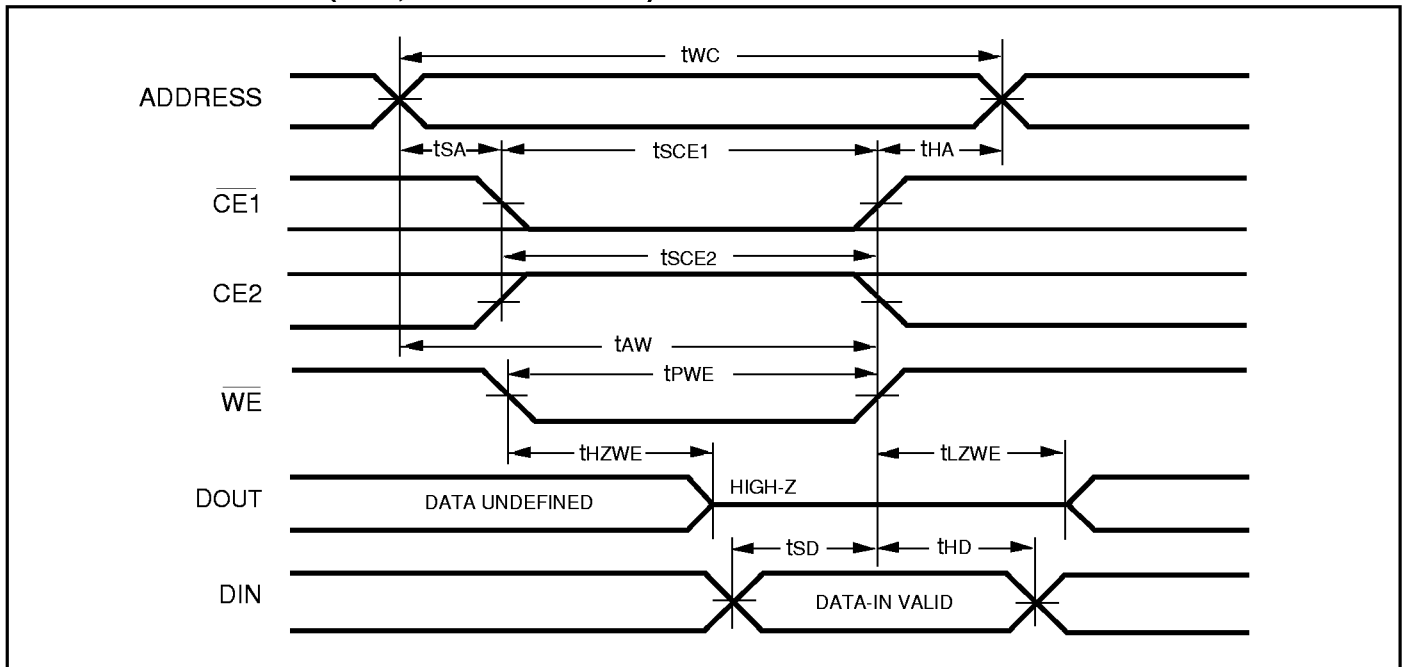 tWC
ADDRESS
tSA tSCE1 tHA
CE1
tSCE2
CE2
tAW
tPWE
WE
tHZWE tLZWE
DOUT DATA UNDEFINED HIGH-Z
tSD tHD
DIN DATA-IN VALID